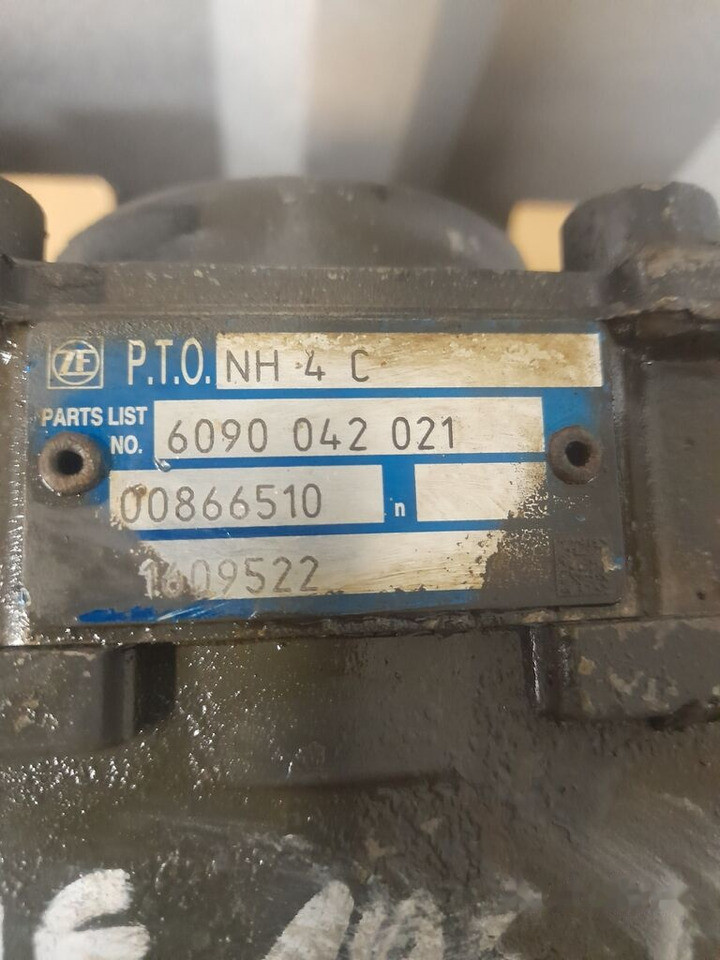 ZF P.T.O. NH 4 C
PARTS LIST
NO. 6090 042 021
00866510 n
1609522